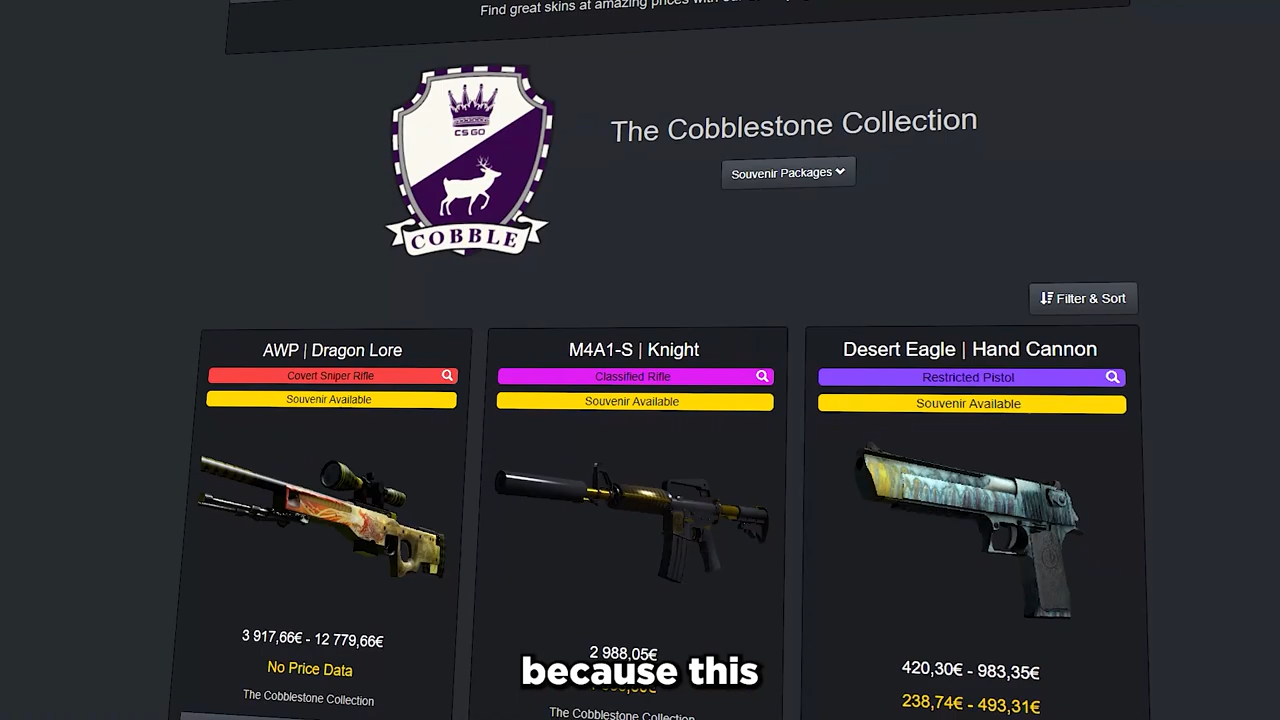 Find great skins at amazing prices with
CS GO
COBBLE
The Cobblestone Collection
Souvenir Packages
Filter & Sort
AWP | Dragon Lore
Covert Sniper Rifle
Souvenir Available
3 917,66€ - 12 779,66€
No Price Data
The Cobblestone Collection
M4A1-S | Knight
Classified Rifle
Souvenir Available
2 988,05€
The Cobblestone Collection
Desert Eagle | Hand Cannon
Restricted Pistol
Souvenir Available
420,30€ - 983,35€
238,74€ - 493,31€
because this